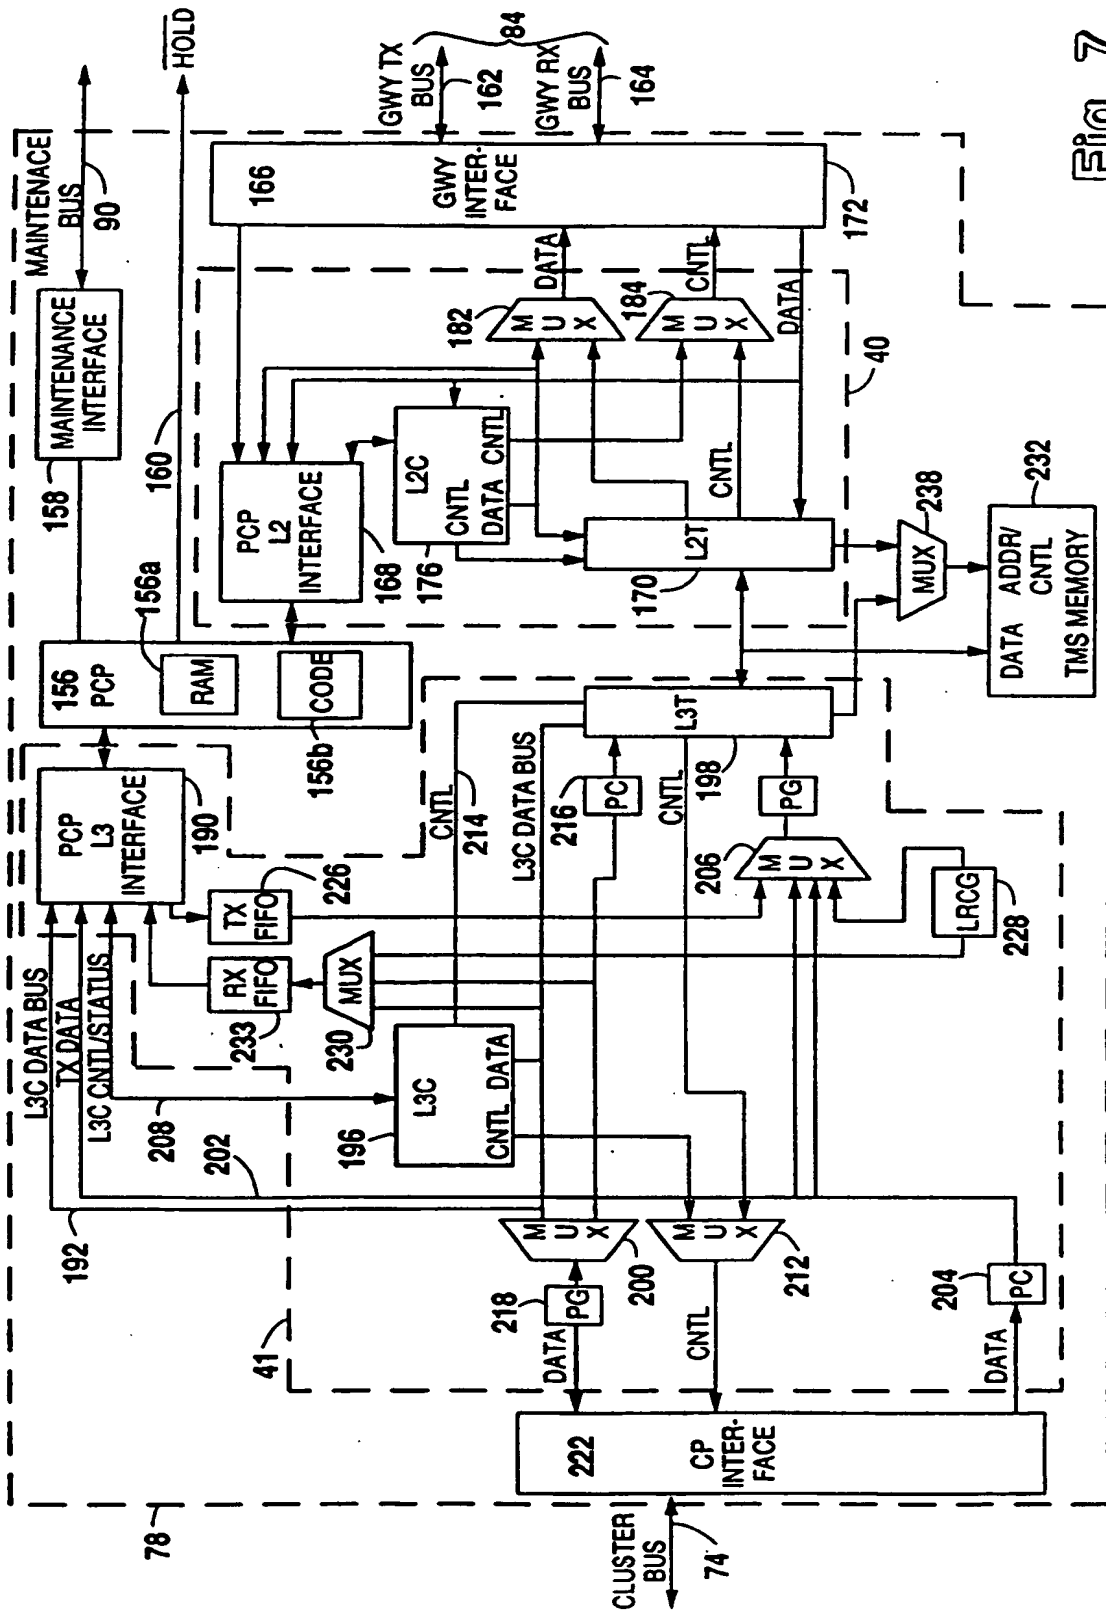 MAINTENACE
BUS
90
HOLD
MAINTENANCE
INTERFACE
158
160
GWY TX
BUS
162
84
GWY RX
BUS
164
166
GWY
INTER-
FACE
172
156
PCP
156a
RAM
CODE
156b
PCP
L2
INTERFACE
168
L2C
CNTL
DATA CNTL
176
182
MUX
DATA
184
MUX
CNTL
DATA
40
L2T
170
CNTL
238
MUX
232
DATA ADDR/
CNTL
TMS MEMORY
PCP
L3
INTERFACE
190
L3C DATA BUS
TX DATA
L3C CNTL/STATUS
208
202
192
226
TX
FIFO
RX
FIFO
233
MUX
230
CNTL
214
L3C DATA BUS
216
PC
L3T
198
CNTL
PG
206
MUX
LRCG
228
L3C
CNTL DATA
196
MUX
200
218
PG
DATA
MUX
212
CNTL
204
PC
DATA
41
222
CP
INTER-
FACE
78
CLUSTER
BUS
74
Fig 7